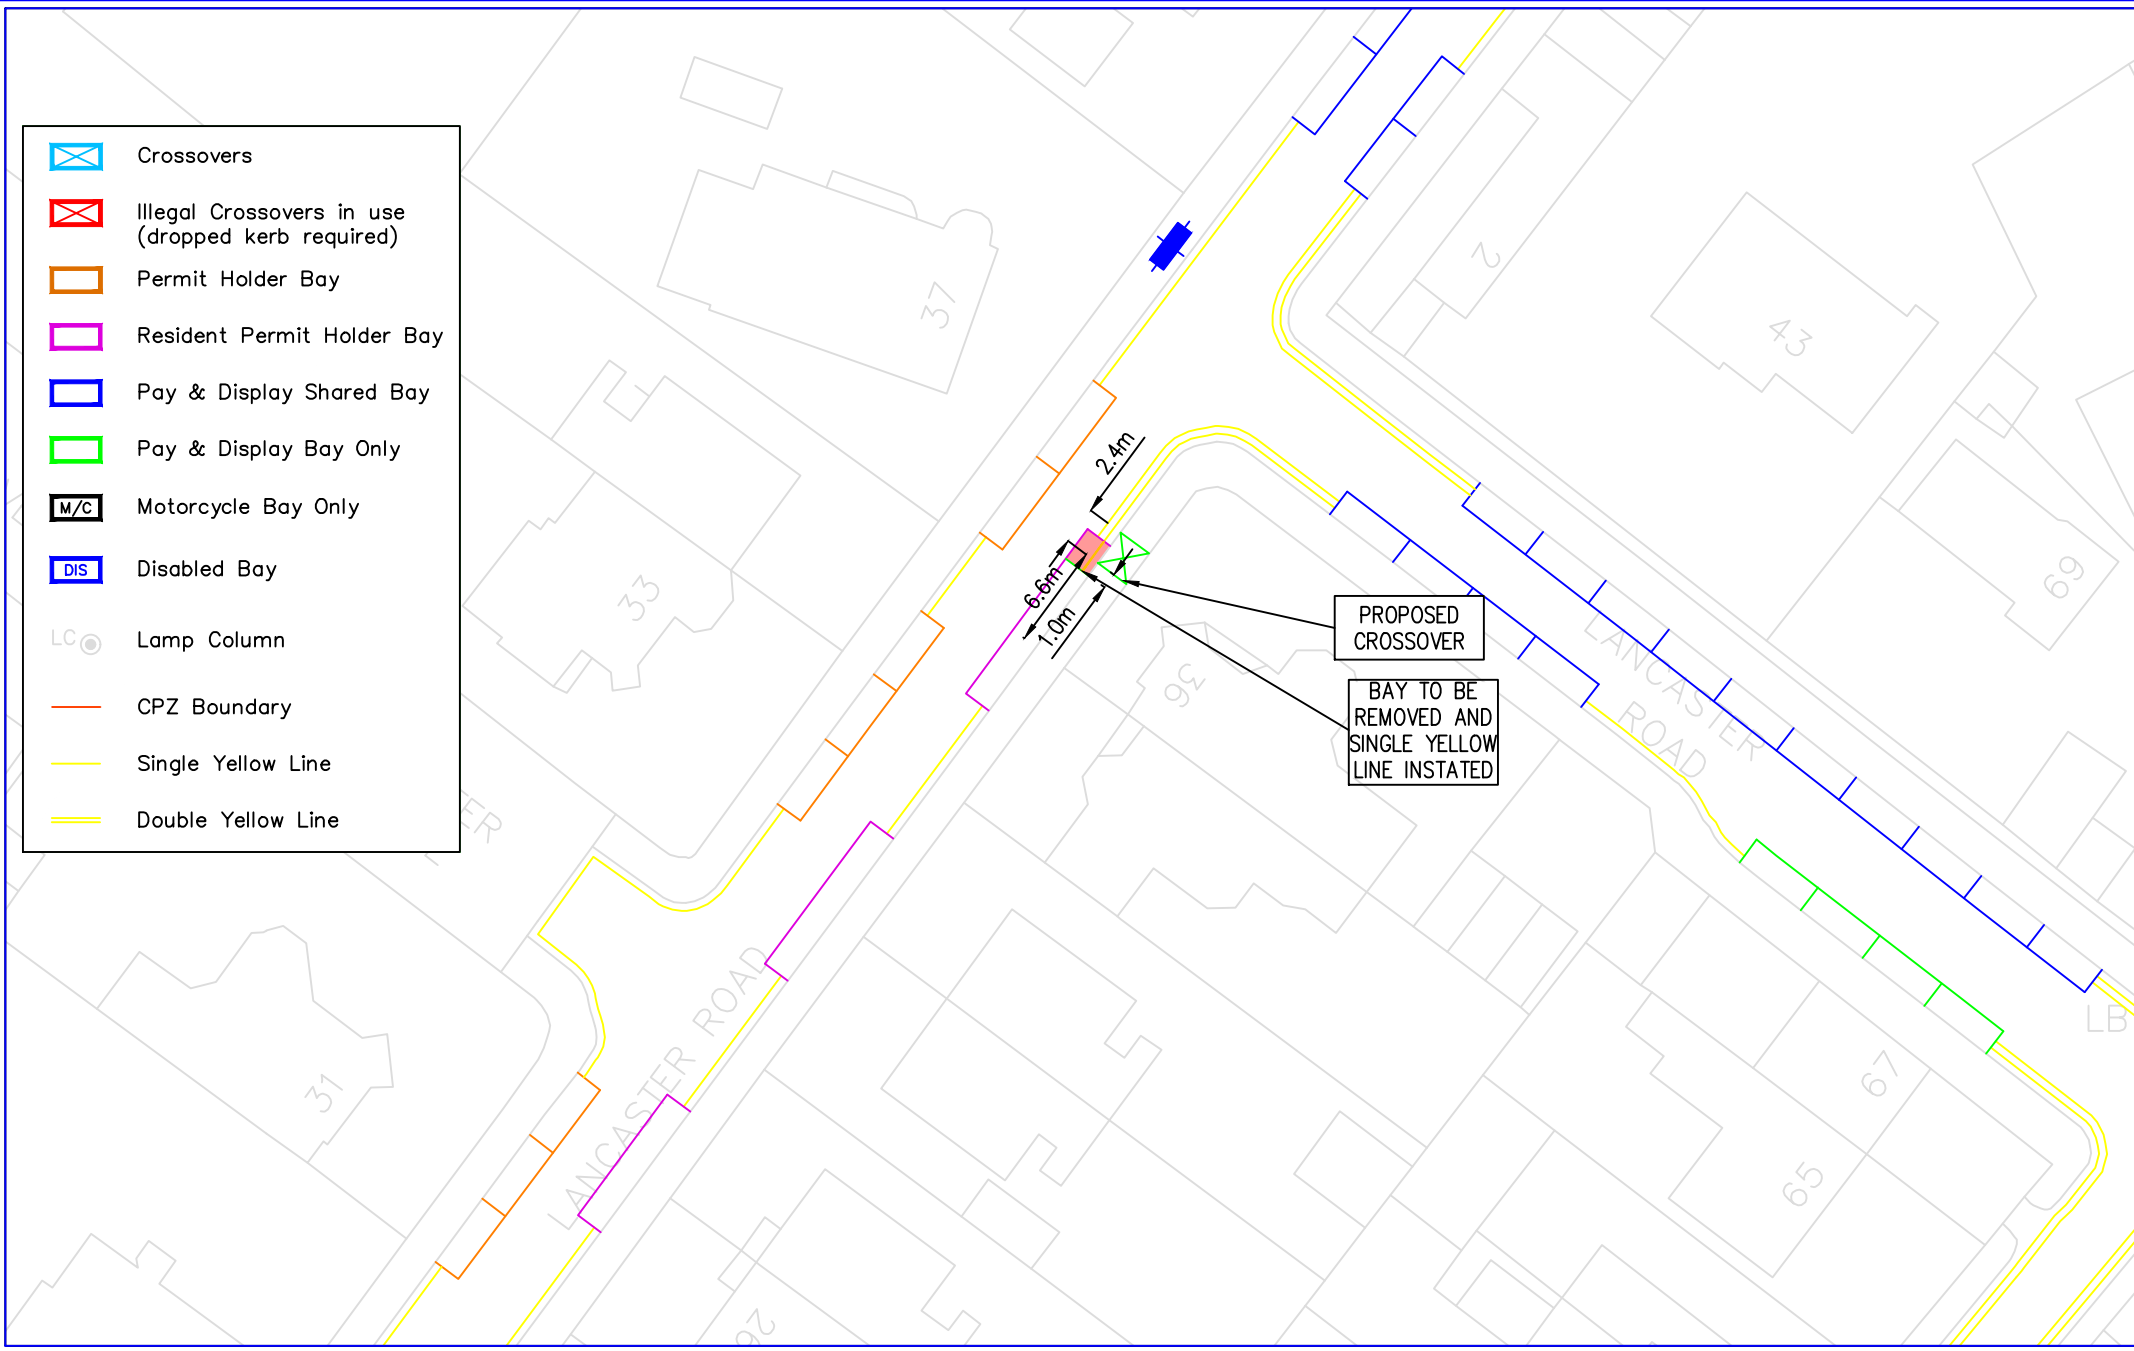 Crossovers
Illegal Crossovers in use
(dropped kerb required)
Permit Holder Bay
Resident Permit Holder Bay
Pay & Display Shared Bay
Pay & Display Bay Only
M/C Motorcycle Bay Only
DIS Disabled Bay
LC Lamp Column
CPZ Boundary
Single Yellow Line
Double Yellow Line
37
2
43
33
2.4m
6.6m
1.0m
PROPOSED
CROSSOVER
BAY TO BE
REMOVED AND
SINGLE YELLOW
LINE INSTATED
36
69
LANCASTER
ROAD
LANCASTER ROAD
31
67
65
LB
26